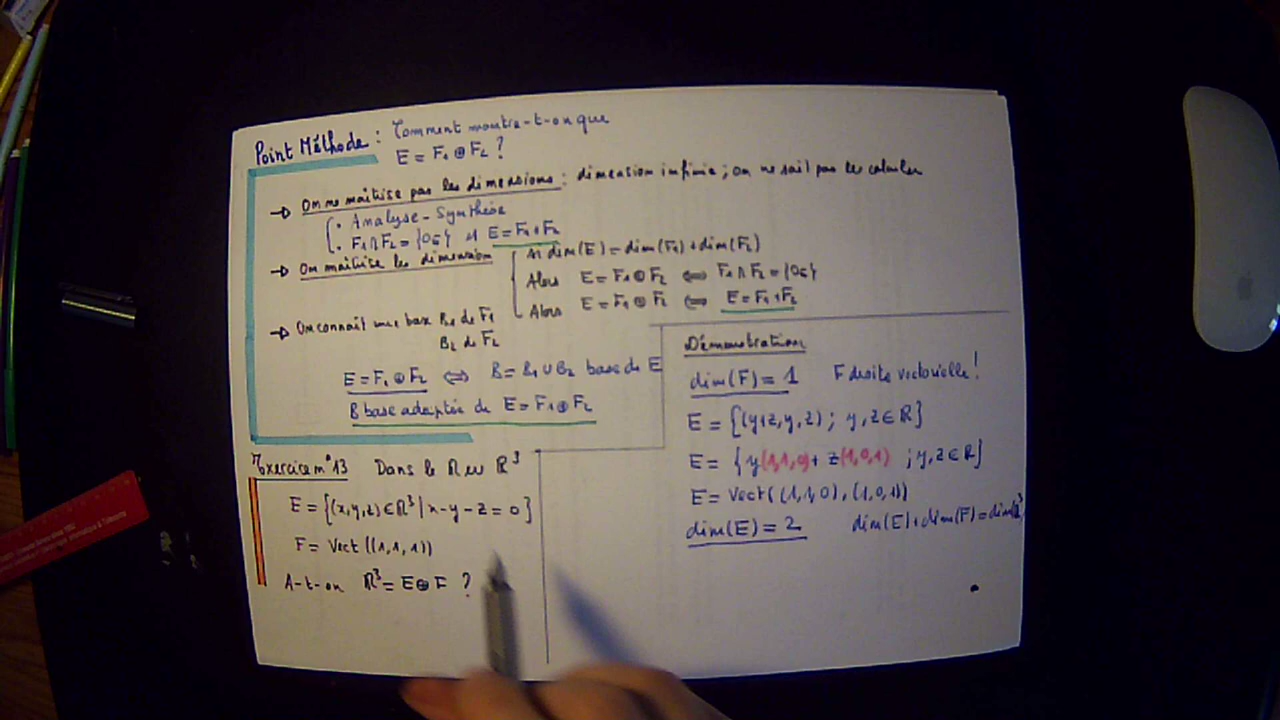 Point Méthode : Comment montre-t-on que
E = F₁ ⊕ F₂ ?
→ On ne maîtrise pas les dimensions : dimension infinie ; on ne sait pas les calculer
• Analyse - Synthèse
• F₁ ∩ F₂ = {0E} et E = F₁ + F₂
→ On maîtrise les dimension
Si dim(E) = dim(F₁) + dim(F₂)
Alors E = F₁ ⊕ F₂ ⇔ F₁ ∩ F₂ = {0E}
Alors E = F₁ ⊕ F₂ ⇔ E = F₁ + F₂
→ On connaît une base B₁ de F₁
B₂ de F₂
E = F₁ ⊕ F₂ ⇔ B = B₁ ∪ B₂ base de E
B base adaptée de E = F₁ ⊕ F₂
Exercice n°13 Dans le R ev R³
E = {(x,y,z) ∈ R³ | x - y - z = 0}
F = Vect((1,1,1))
A-t-on R³ = E ⊕ F ?
Démonstration
dim(F) = 1 F droite vectorielle !
E = {(y+z,y,z) ; y,z ∈ R}
E = {y(1,1,0) + z(1,0,1) ; y,z ∈ R}
E = Vect((1,1,0),(1,0,1))
dim(E) = 2 dim(E) + dim(F) = dim(R³)